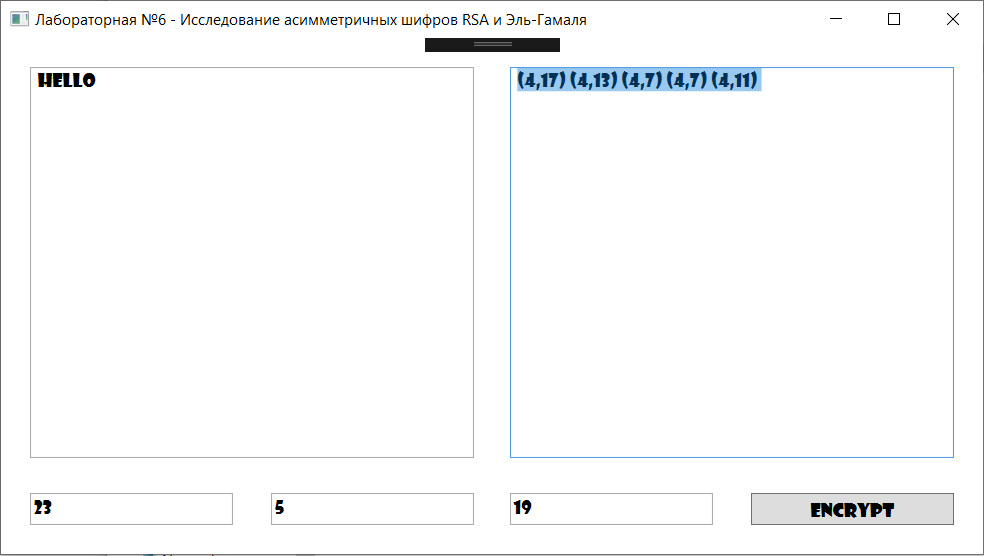 Лабораторная №6 - Исследование асимметричных шифров RSA и Эль-Гамаля
HELLO
(4,17) (4,13) (4,7) (4,7) (4,11)
23
5
19
ENCRYPT